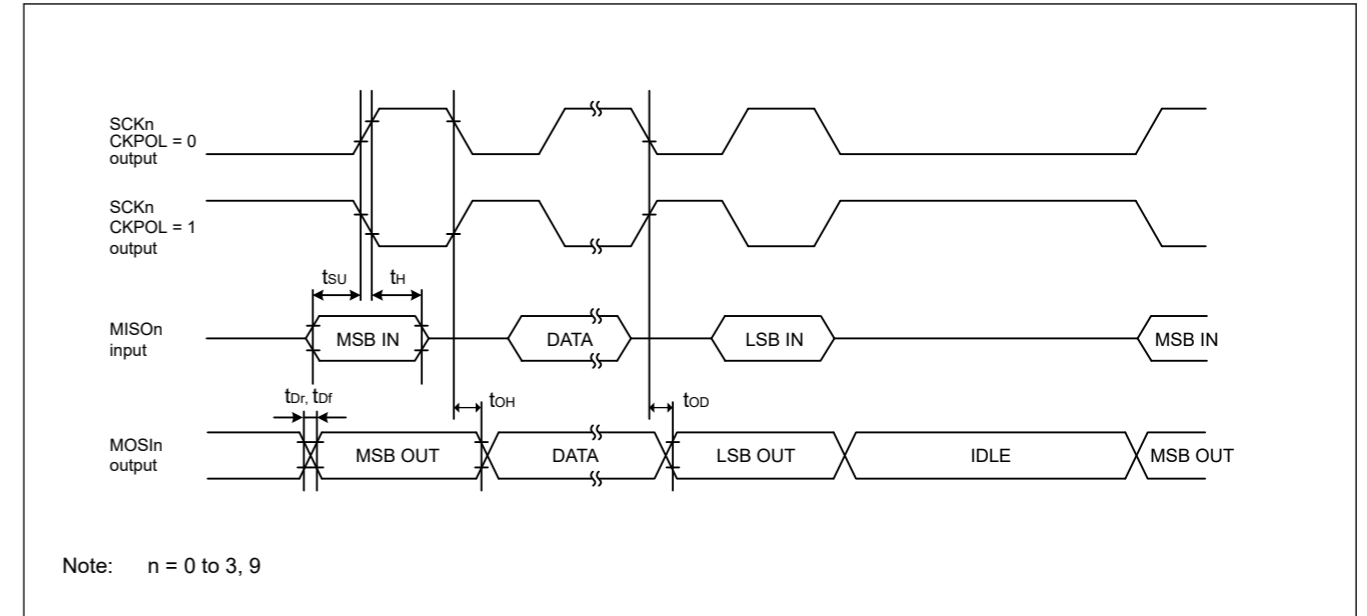 SCKn
CKPOL = 0
output
SCKn
CKPOL = 1
output
tSU
tH
MISOn
input
MSB IN
DATA
LSB IN
MSB IN
tDr, tDf
tOH
tOD
MOSIn
output
MSB OUT
DATA
LSB OUT
IDLE
MSB OUT
Note: n = 0 to 3, 9